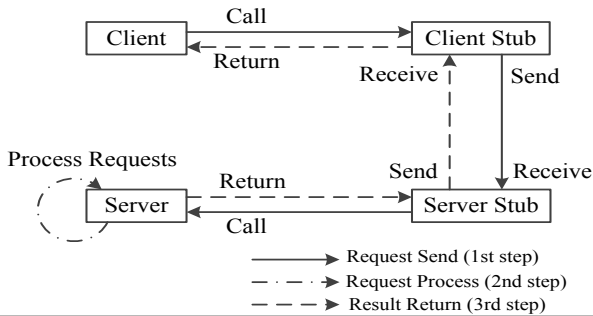 Call
Client
Client Stub
Return
Receive
Send
Process Requests
Send
Receive
Return
Server
Server Stub
Call
Request Send (1st step)
Request Process (2nd step)
Result Return (3rd step)